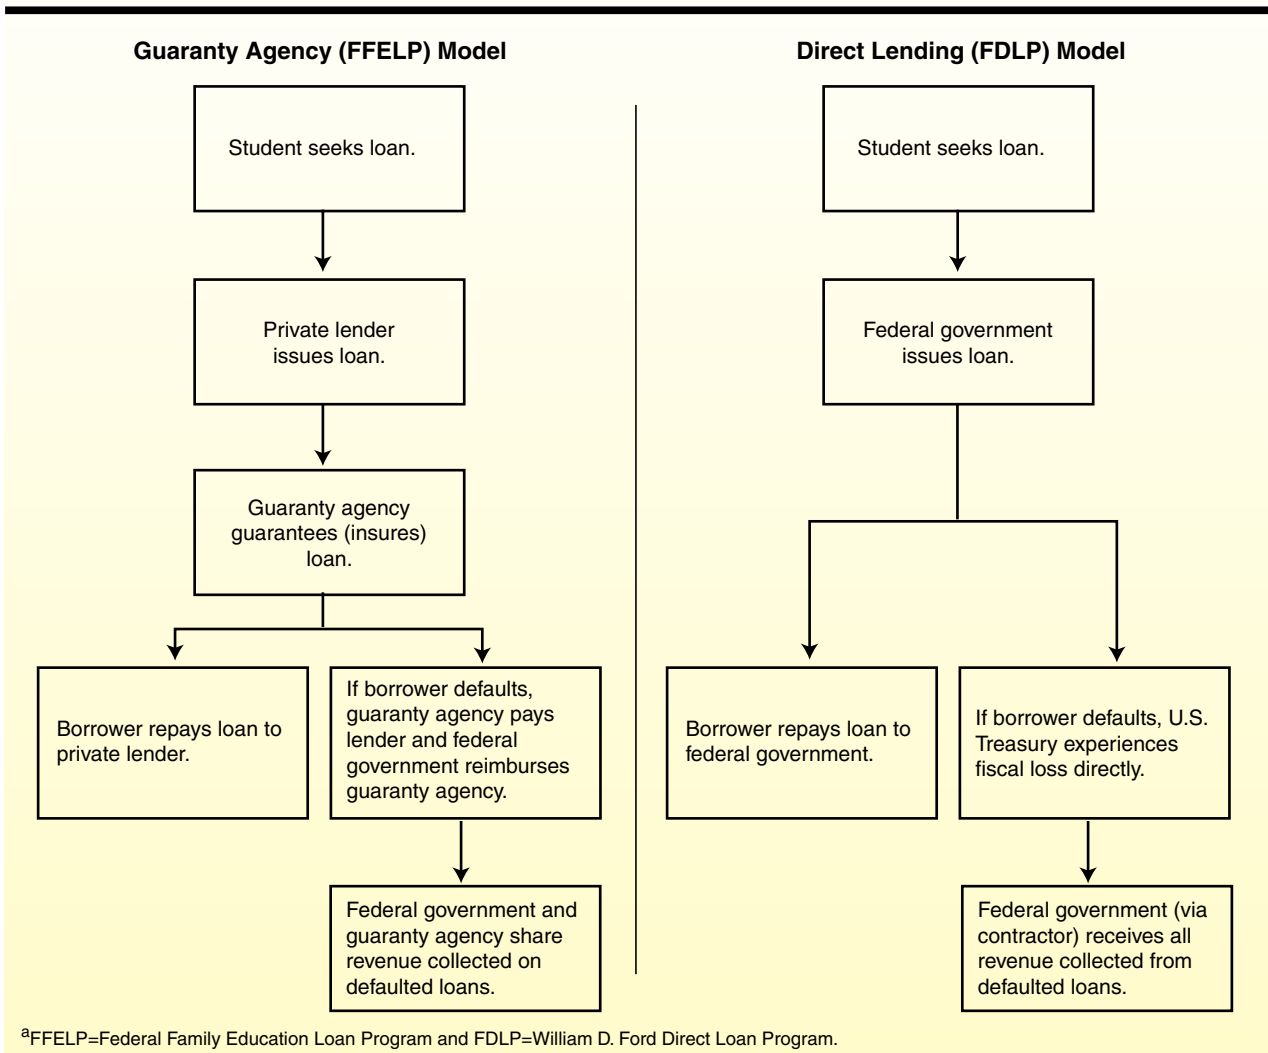 Guaranty Agency (FFELP) Model
Student seeks loan.
Private lender
issues loan.
Guaranty agency
guarantees (insures)
loan.
Borrower repays loan to
private lender.
If borrower defaults,
guaranty agency pays
lender and federal
government reimburses
guaranty agency.
Federal government and
guaranty agency share
revenue collected on
defaulted loans.
Direct Lending (FDLP) Model
Student seeks loan.
Federal government
issues loan.
Borrower repays loan to
federal government.
If borrower defaults, U.S.
Treasury experiences
fiscal loss directly.
Federal government (via
contractor) receives all
revenue collected from
defaulted loans.
aFFELP=Federal Family Education Loan Program and FDLP=William D. Ford Direct Loan Program.